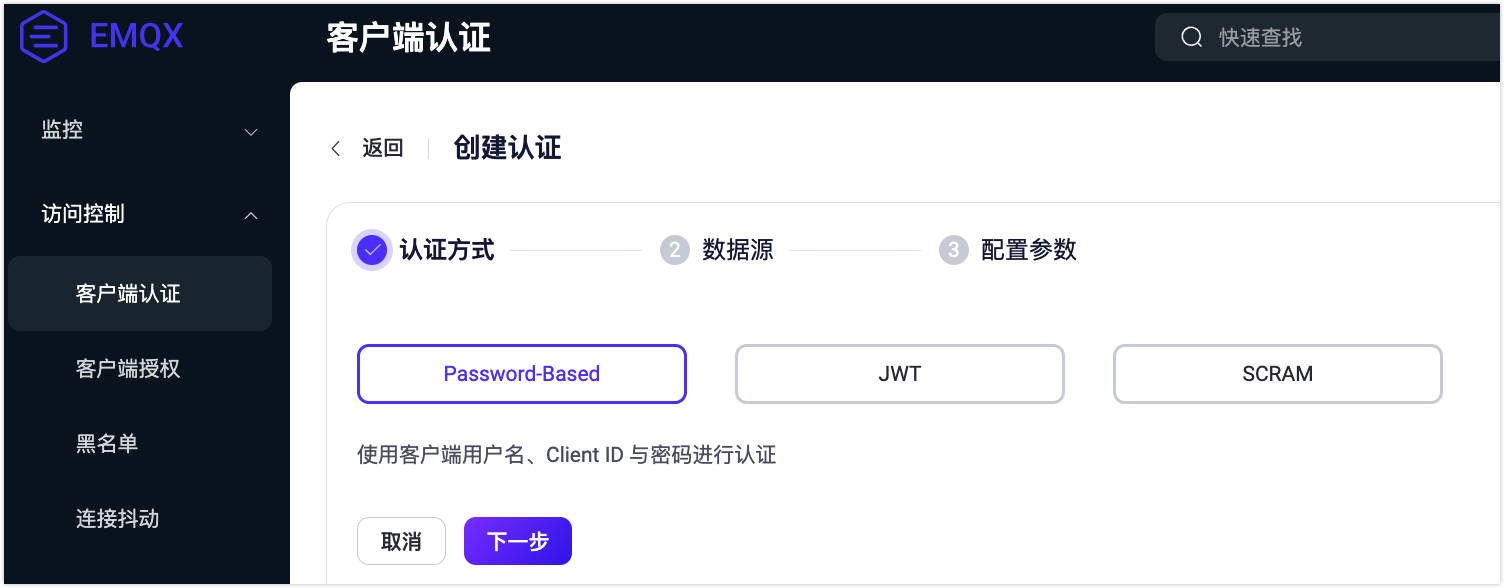 EMQX
客户端认证
快速查找
监控
访问控制
客户端认证
客户端授权
黑名单
连接抖动
返回
创建认证
认证方式
2 数据源
3 配置参数
Password-Based
JWT
SCRAM
使用客户端用户名、Client ID 与密码进行认证
取消
下一步